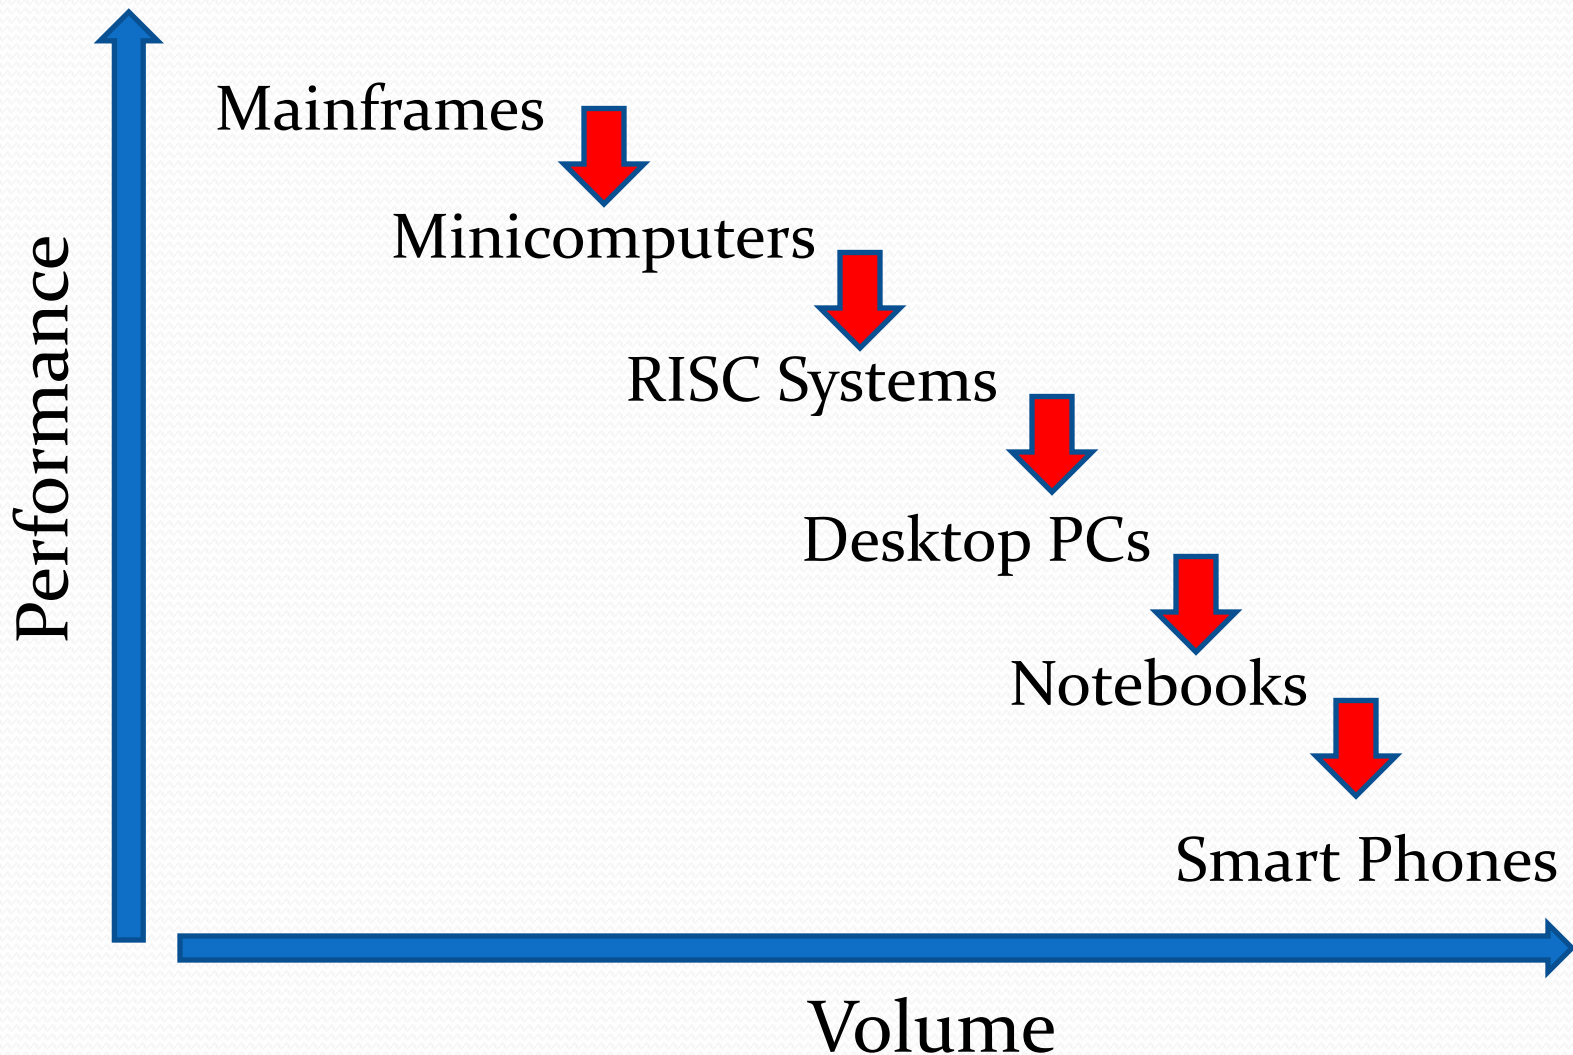 Mainframes
Minicomputers
RISC Systems
Desktop PCs
Notebooks
Smart Phones
Performance
Volume